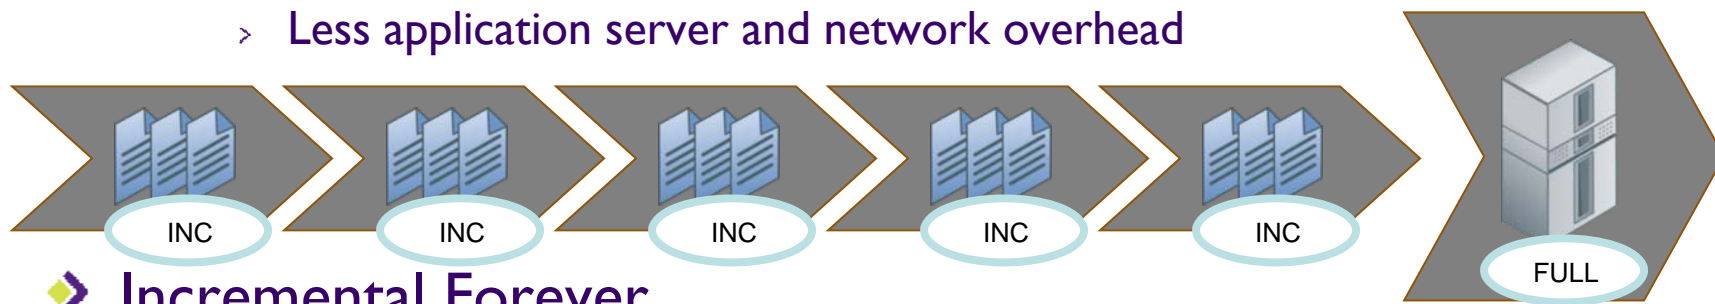 > Less application server and network overhead
INC INC INC INC INC
FULL
Incremental Forever